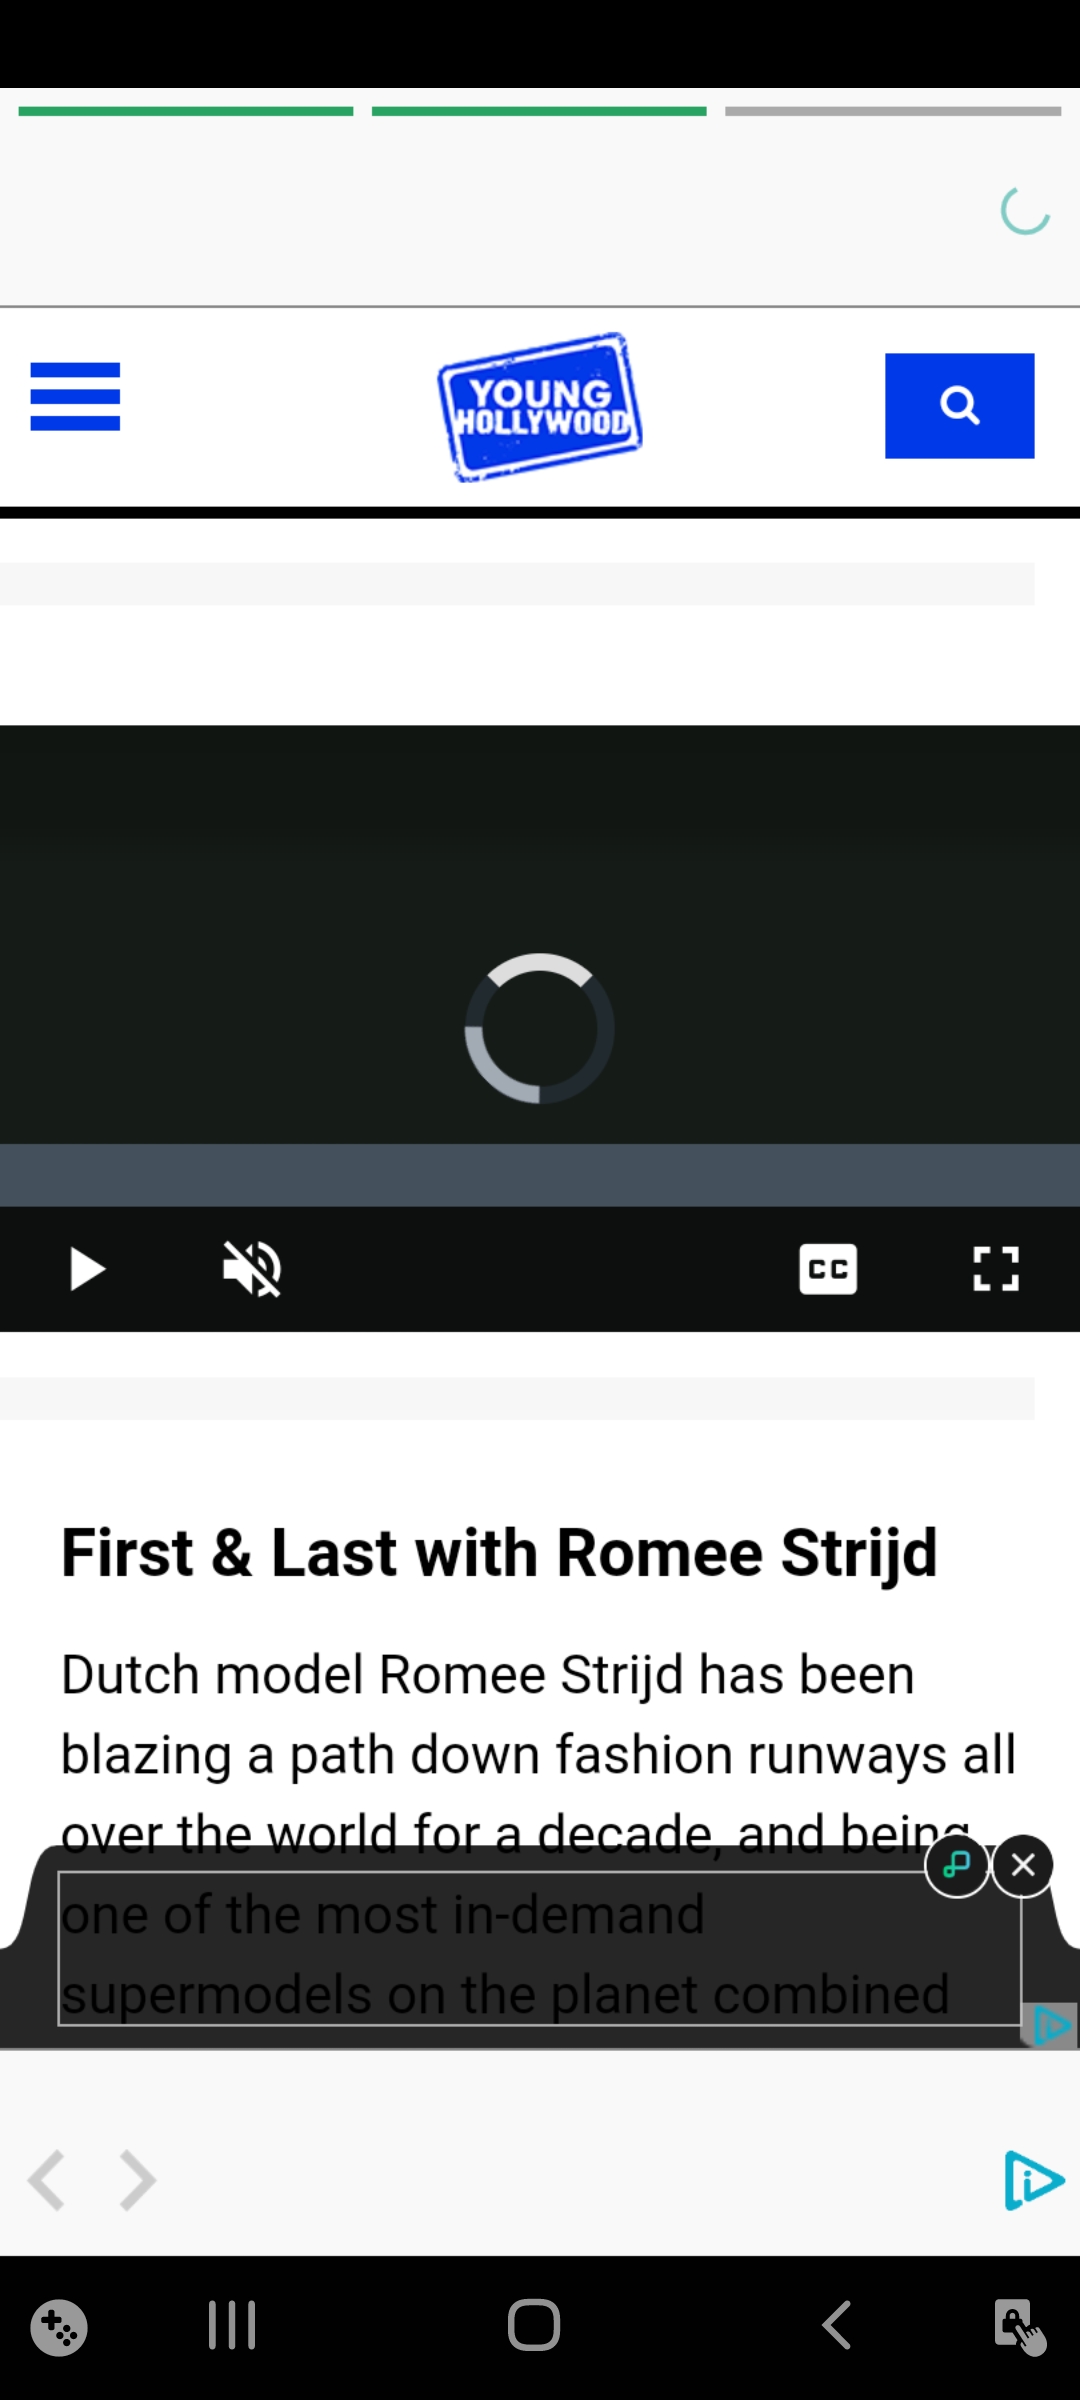 YOUNG
HOLLYWOOD
CC
First & Last with Romee Strijd
Dutch model Romee Strijd has been
blazing a path down fashion runways all
over the world for a decade, and being
one of the most in-demand
supermodels on the planet combined